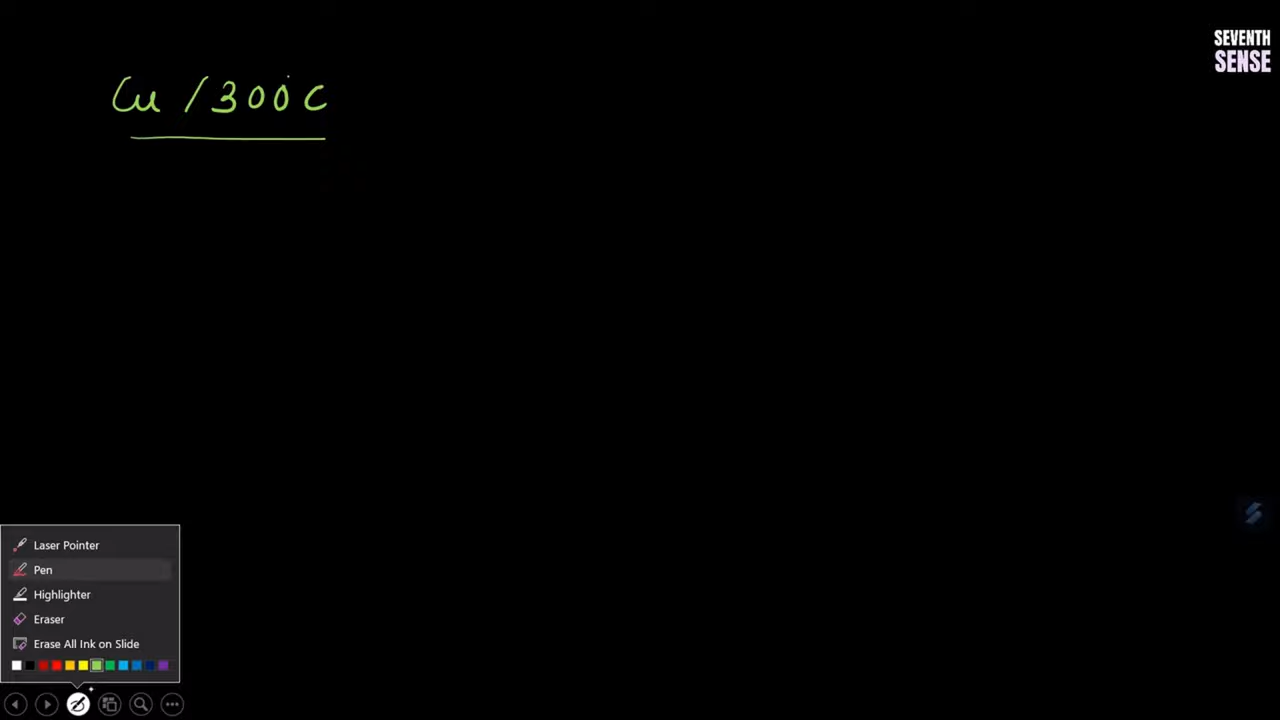 SEVENTH
SENSE
Cu /300°C
Laser Pointer
Pen
Highlighter
Eraser
Erase All Ink on Slide